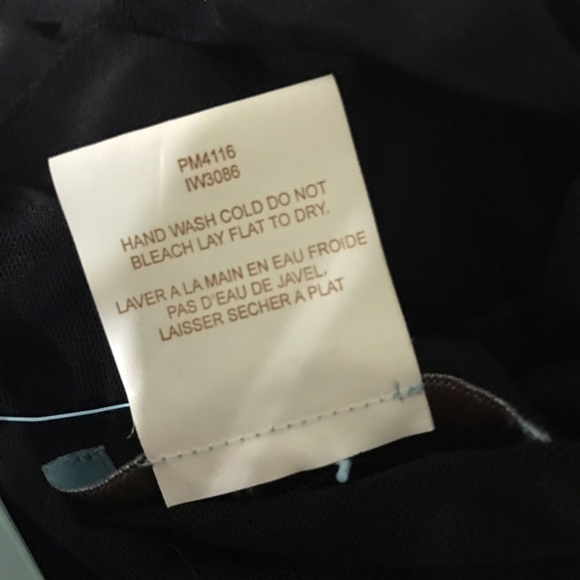 PM4116
IW3086
HAND WASH COLD DO NOT
BLEACH LAY FLAT TO DRY.
LAVER A LA MAIN EN EAU FROIDE
PAS D'EAU DE JAVEL.
LAISSER SECHER A PLAT